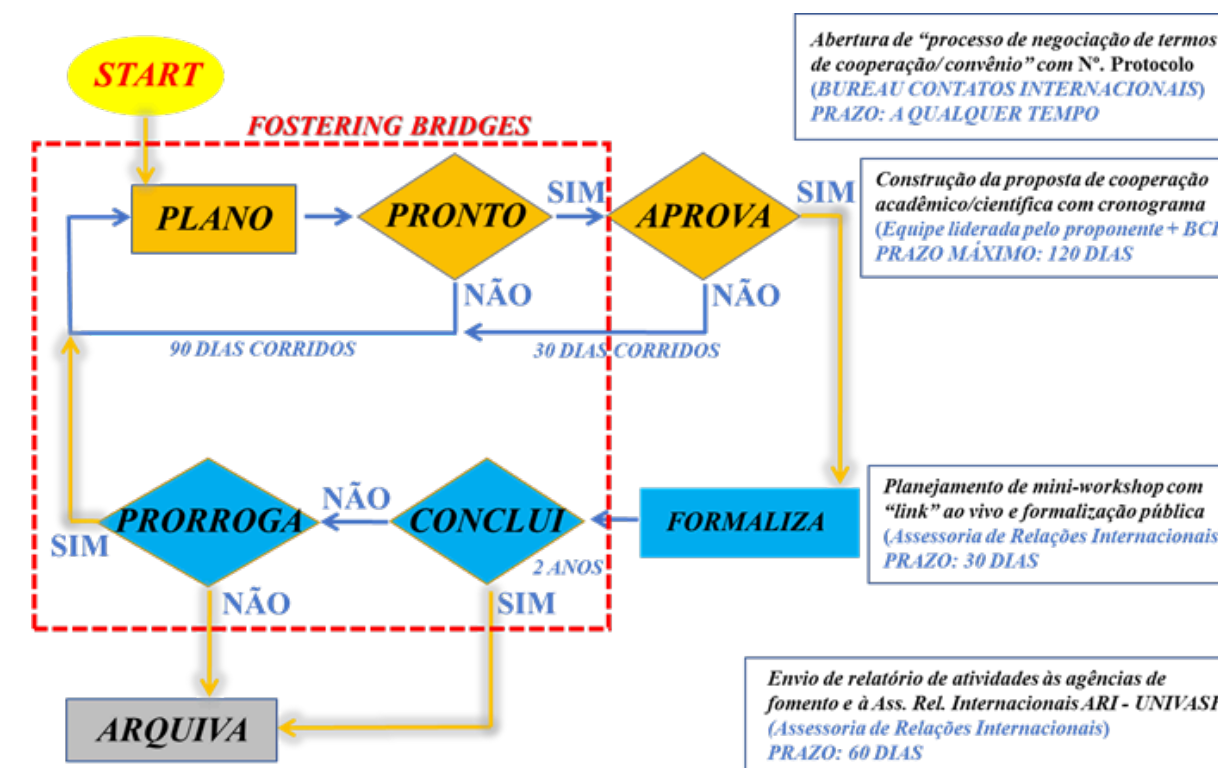 START
Abertura de “processo de negociação de termos
de cooperação/convênio” com Nº. Protocolo
(BUREAU CONTATOS INTERNACIONAIS)
PRAZO: A QUALQUER TEMPO
FOSTERING BRIDGES
PLANO
PRONTO
SIM
APROVA
SIM
Construção da proposta de cooperação
acadêmico/científica com cronograma
(Equipe liderada pelo proponente + BCI
PRAZO MÁXIMO: 120 DIAS
NÃO
NÃO
90 DIAS CORRIDOS
30 DIAS CORRIDOS
PRORROGA
NÃO
CONCLUI
FORMALIZA
SIM
2 ANOS
NÃO
SIM
Planejamento de mini-workshop com
“link” ao vivo e formalização pública
(Assessoria de Relações Internacionais
PRAZO: 30 DIAS
ARQUIVA
Envio de relatório de atividades às agências de
fomento e à Ass. Rel. Internacionais ARI - UNIVASF
(Assessoria de Relações Internacionais)
PRAZO: 60 DIAS